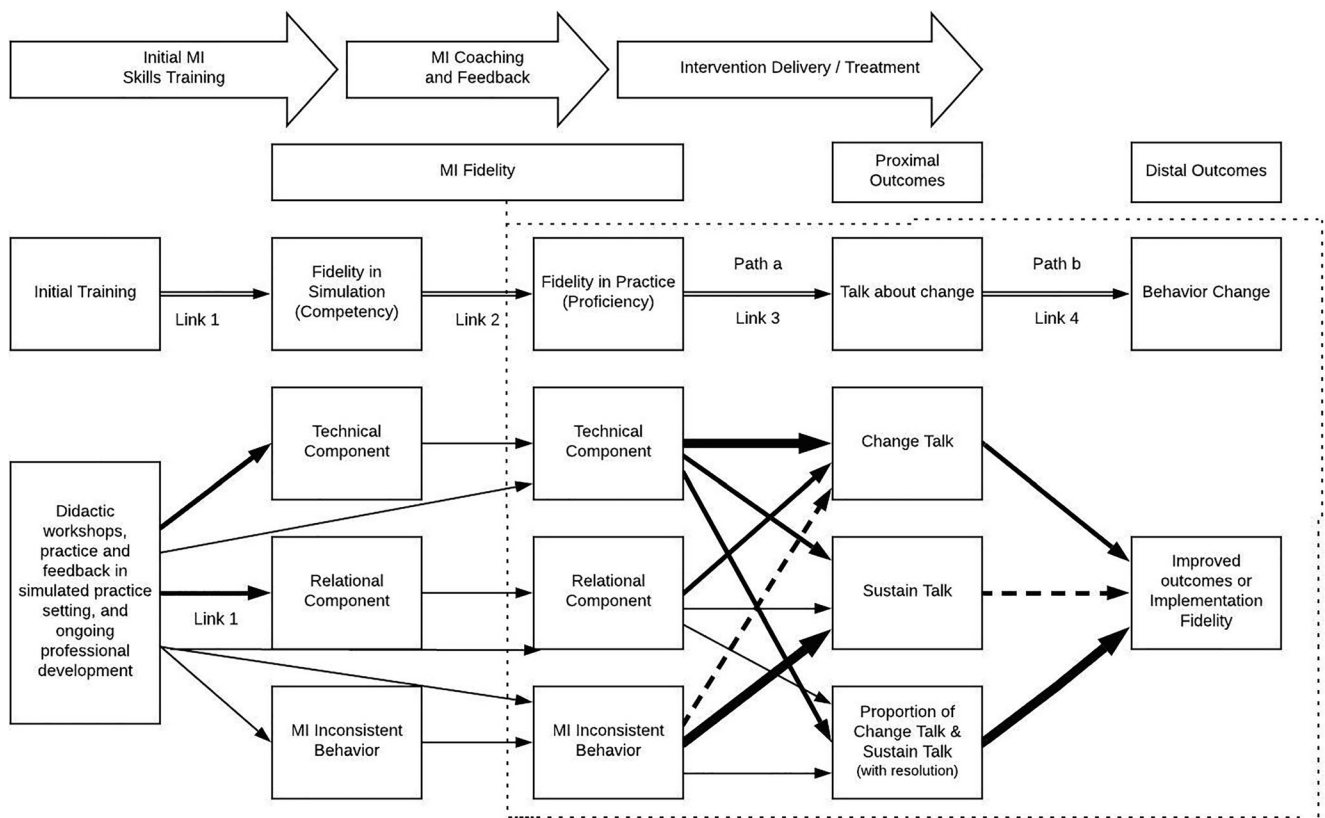 Initial MI
Skills Training
MI Coaching
and Feedback
Intervention Delivery / Treatment
MI Fidelity
Proximal
Outcomes
Distal Outcomes
Initial Training
Link 1
Fidelity in
Simulation
(Competency)
Link 2
Fidelity in Practice
(Proficiency)
Path a
Link 3
Talk about change
Path b
Link 4
Behavior Change
Didactic
workshops,
practice and
feedback in
simulated practice
setting, and
ongoing
professional
development
Link 1
Technical
Component
Relational
Component
MI Inconsistent
Behavior
Technical
Component
Relational
Component
MI Inconsistent
Behavior
Change Talk
Sustain Talk
Proportion of
Change Talk &
Sustain Talk
(with resolution)
Improved
outcomes or
Implementation
Fidelity